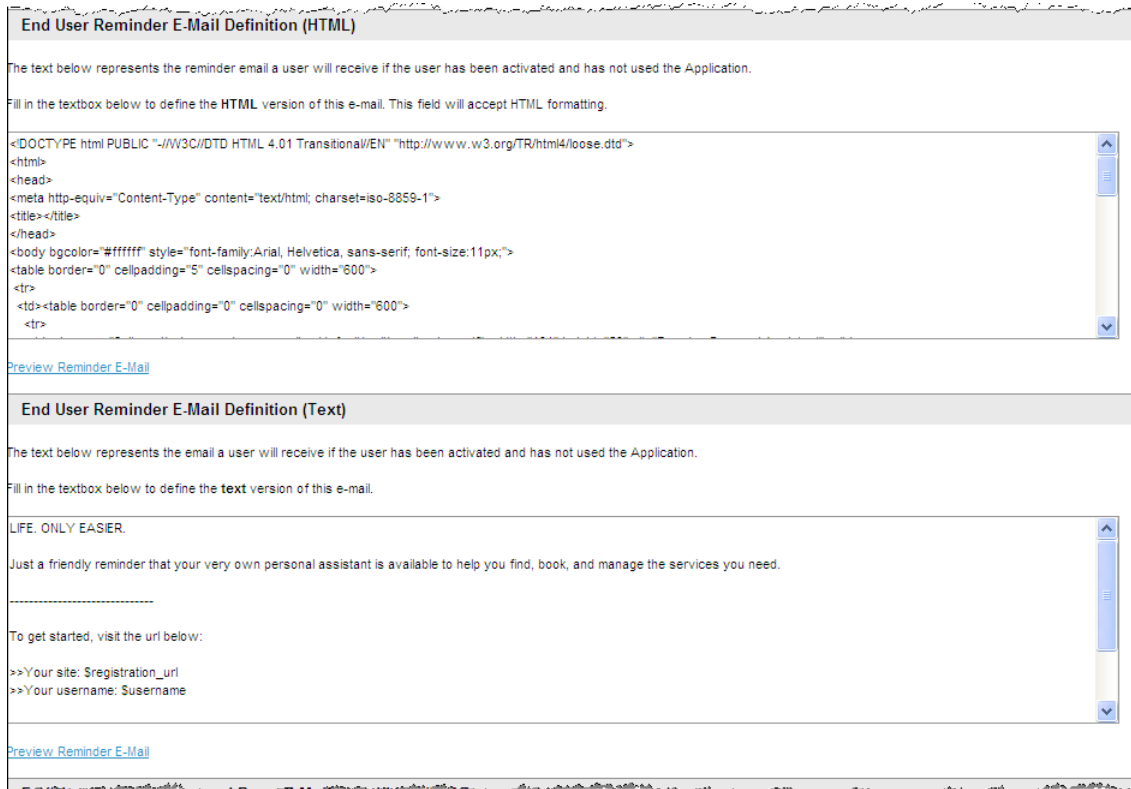 End User Reminder E-Mail Definition (HTML)
The text below represents the reminder email a user will receive if the user has been activated and has not used the Application.
Fill in the textbox below to define the HTML version of this e-mail. This field will accept HTML formatting.
<!DOCTYPE html PUBLIC "-//W3C//DTD HTML 4.01 Transitional//EN" "http://www.w3.org/TR/html4/loose.dtd">
<html>
<head>
<meta http-equiv="Content-Type" content="text/html; charset=iso-8859-1">
<title></title>
</head>
<body bgcolor="#ffffff" style="font-family:Arial, Helvetica, sans-serif; font-size:11px;">
<table border="0" cellpadding="5" cellspacing="0" width="600">
<tr>
<td><table border="0" cellpadding="0" cellspacing="0" width="600">
<tr>
Preview Reminder E-Mail
End User Reminder E-Mail Definition (Text)
The text below represents the email a user will receive if the user has been activated and has not used the Application.
Fill in the textbox below to define the text version of this e-mail.
LIFE. ONLY EASIER.
Just a friendly reminder that your very own personal assistant is available to help you find, book, and manage the services you need.
------------------------------
To get started, visit the url below:
>>Your site: $registration_url
>>Your username: $username
Preview Reminder E-Mail